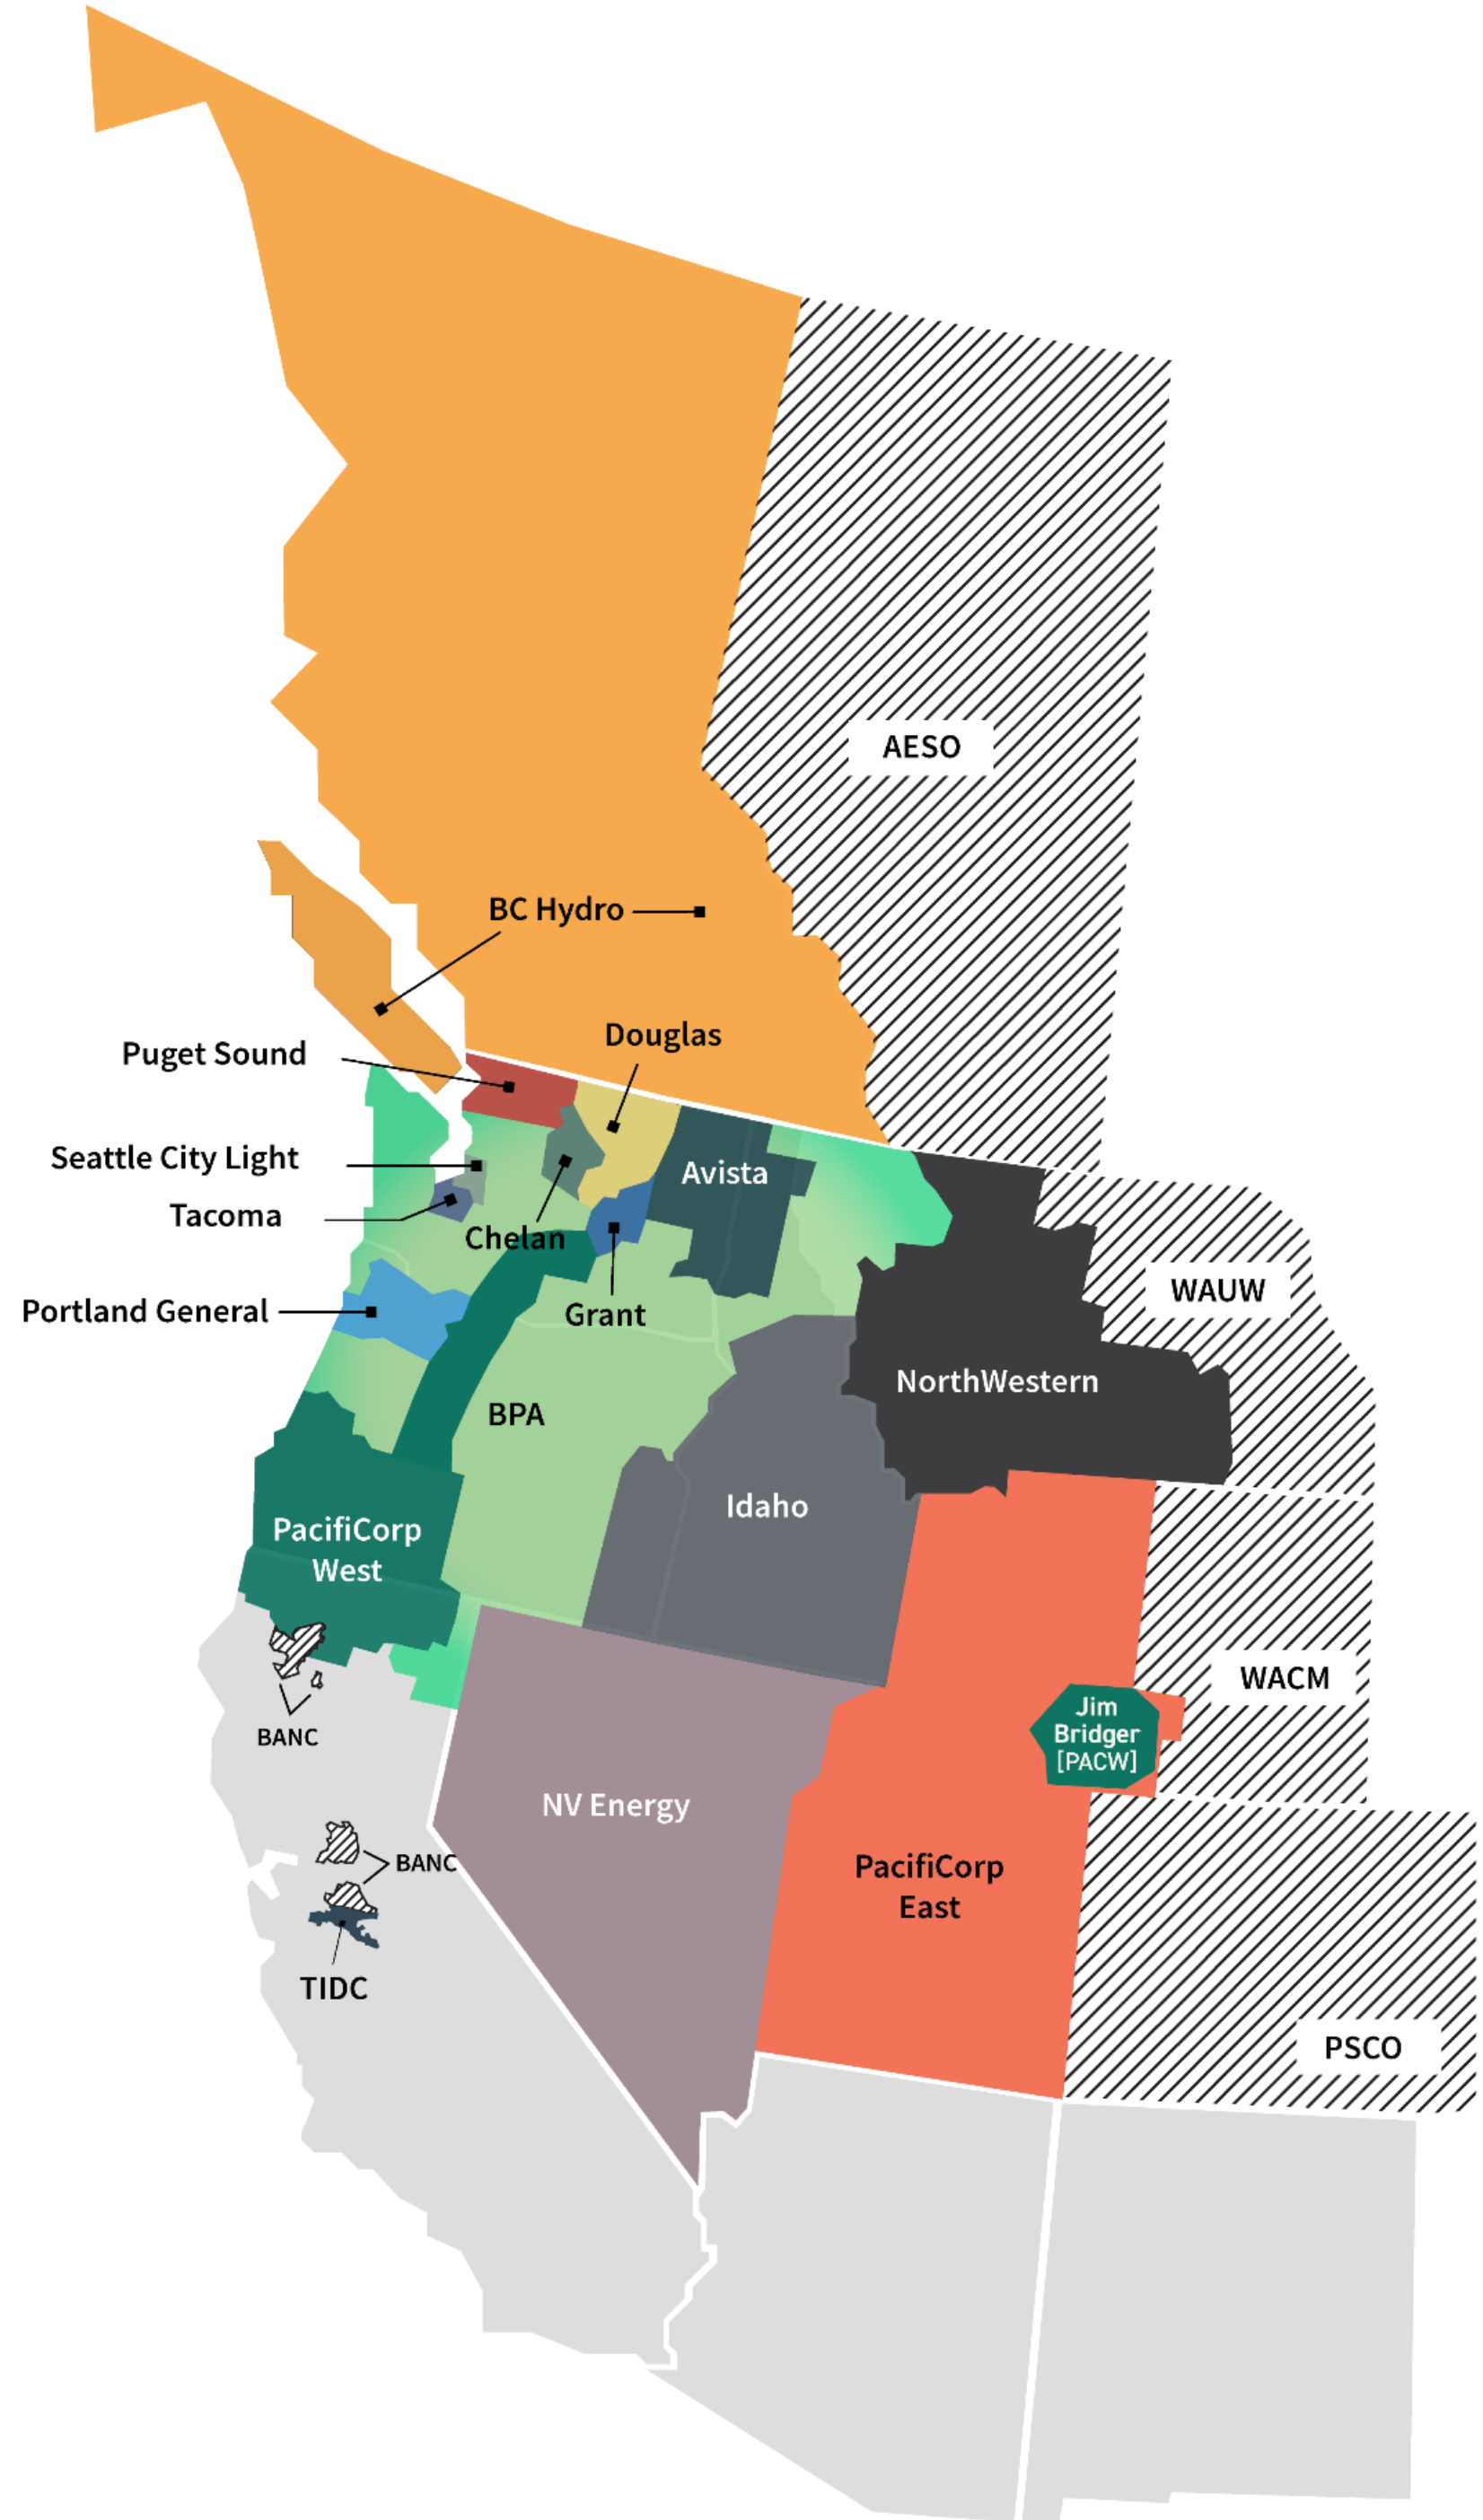 AESO
BC Hydro
Douglas
Puget Sound
Seattle City Light
Avista
Tacoma
Chelan
WAUW
Portland General
Grant
NorthWestern
BPA
Idaho
PacifiCorp
West
WACM
Jim
Bridger
[PACW]
BANC
NV Energy
BANC
PacifiCorp
East
TIDC
PSCO